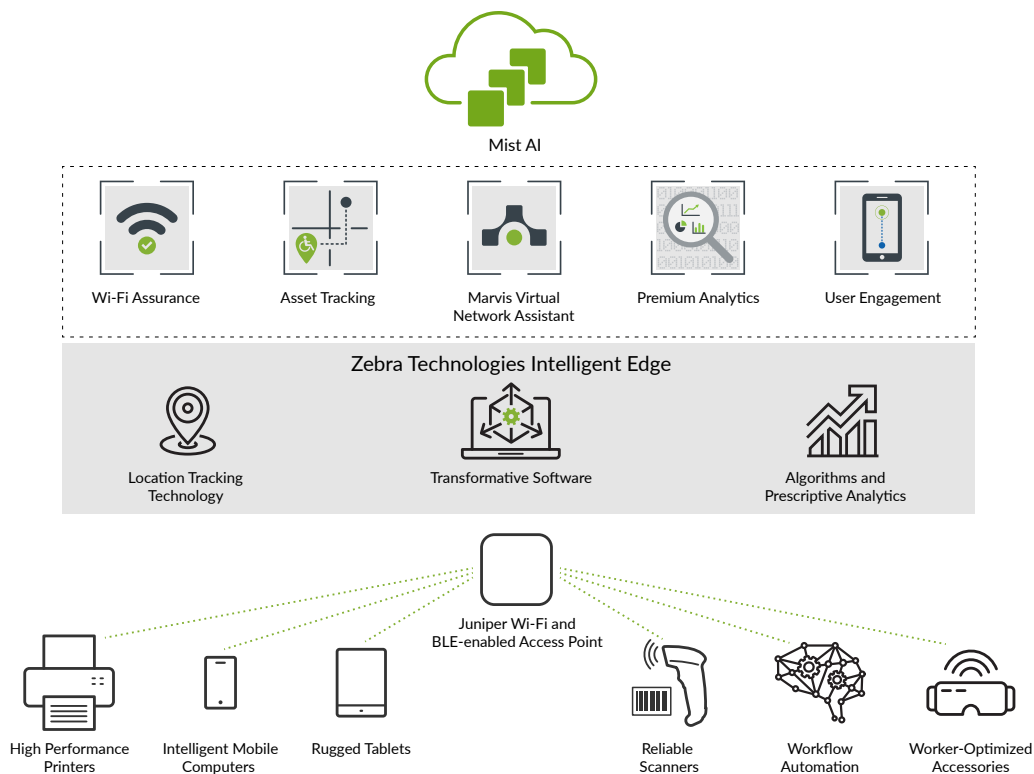 Mist AI
Wi-Fi Assurance
Asset Tracking
Marvis Virtual
Network Assistant
Premium Analytics
User Engagement
Zebra Technologies Intelligent Edge
Location Tracking
Technology
Transformative Software
Algorithms and
Prescriptive Analytics
Juniper Wi-Fi and
BLE-enabled Access Point
High Performance
Printers
Intelligent Mobile
Computers
Rugged Tablets
Reliable
Scanners
Workflow
Automation
Worker-Optimized
Accessories